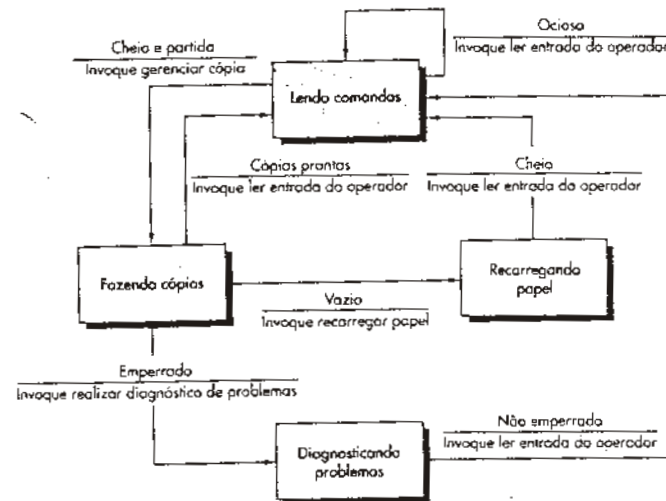 Ocioso
Invoque ler entrada do operador
Cheio e partida
Invoque gerenciar cópia
Lendo comandos
Cópias prontas
Invoque ler entrada do operador
Cheio
Invoque ler entrada do operador
Fazendo cópias
Recarregando
papel
Vazio
Invoque recarregar papel
Emperrado
Invoque realizar diagnóstico de problemas
Não emperrado
Invoque ler entrada do operador
Diagnosticando
problemas